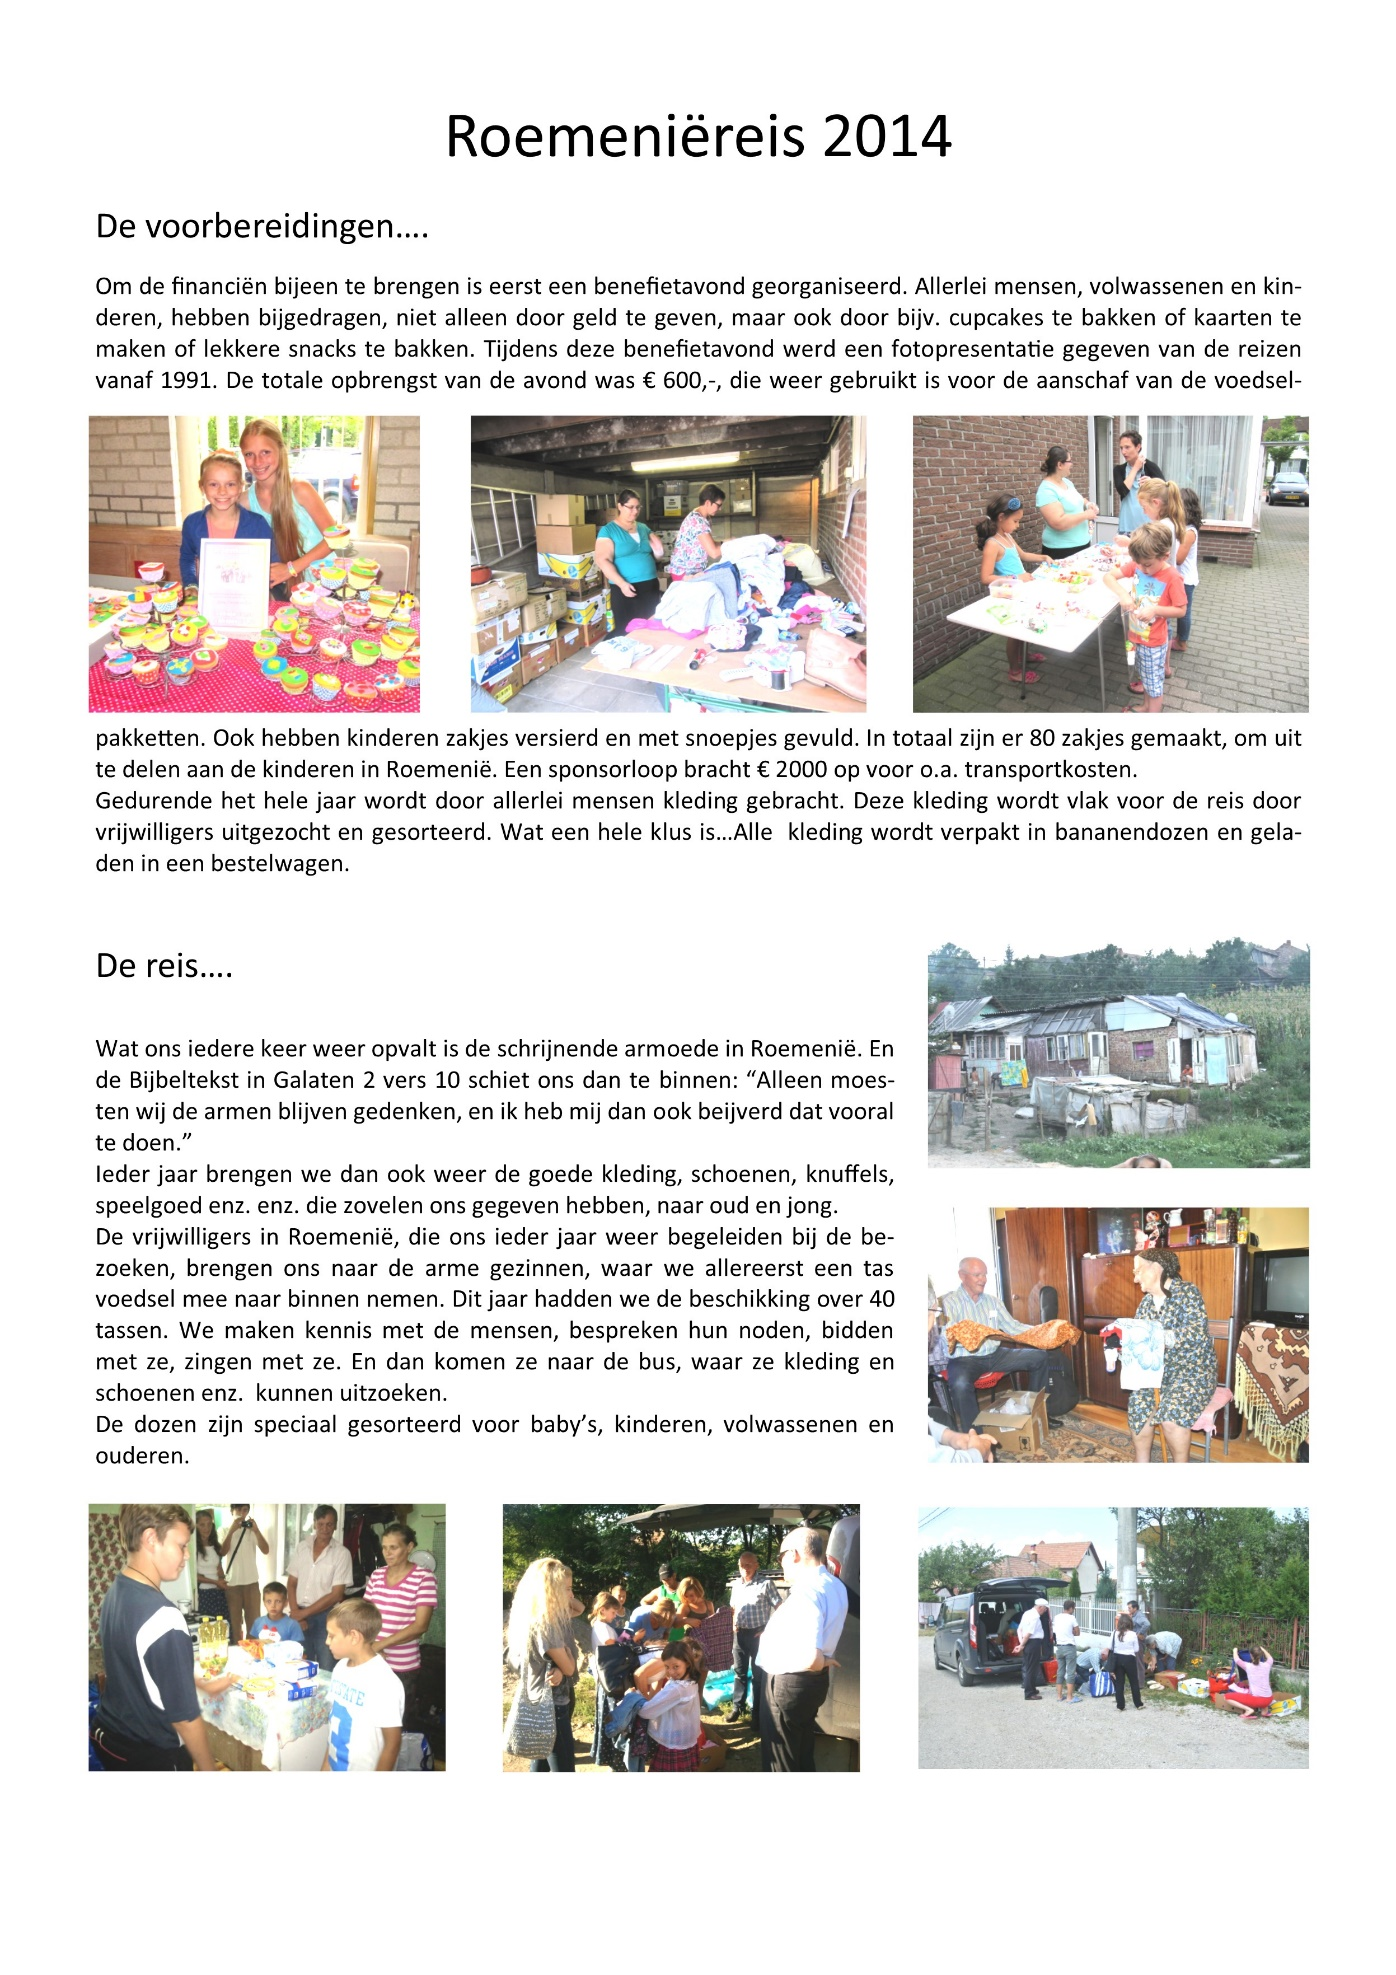 Roemeniëreis 2014
De voorbereidingen….
Om de financiën bijeen te brengen is eerst een benefietavond georganiseerd. Allerlei mensen, volwassenen en kin-
deren, hebben bijgedragen, niet alleen door geld te geven, maar ook door bijv. cupcakes te bakken of kaarten te
maken of lekkere snacks te bakken. Tijdens deze benefietavond werd een fotopresentatie gegeven van de reizen
vanaf 1991. De totale opbrengst van de avond was € 600,-, die weer gebruikt is voor de aanschaf van de voedsel-
pakketten. Ook hebben kinderen zakjes versierd en met snoepjes gevuld. In totaal zijn er 80 zakjes gemaakt, om uit
te delen aan de kinderen in Roemenië. Een sponsorloop bracht € 2000 op voor o.a. transportkosten.
Gedurende het hele jaar wordt door allerlei mensen kleding gebracht. Deze kleding wordt vlak voor de reis door
vrijwilligers uitgezocht en gesorteerd. Wat een hele klus is…Alle  kleding wordt verpakt in bananendozen en gela-
den in een bestelwagen.
De reis….
Wat ons iedere keer weer opvalt is de schrijnende armoede in Roemenië. En
de Bijbeltekst in Galaten 2 vers 10 schiet ons dan te binnen: “Alleen moes-
ten wij de armen blijven gedenken, en ik heb mij dan ook beijverd dat vooral
te doen.”
Ieder jaar brengen we dan ook weer de goede kleding, schoenen, knuffels,
speelgoed enz. enz. die zovelen ons gegeven hebben, naar oud en jong.
De vrijwilligers in Roemenië, die ons ieder jaar weer begeleiden bij de be-
zoeken, brengen ons naar de arme gezinnen, waar we allereerst een tas
voedsel mee naar binnen nemen. Dit jaar hadden we de beschikking over 40
tassen. We maken kennis met de mensen, bespreken hun noden, bidden
met ze, zingen met ze. En dan komen ze naar de bus, waar ze kleding en
schoenen enz.  kunnen uitzoeken.
De dozen zijn speciaal gesorteerd voor baby’s, kinderen, volwassenen en
ouderen.